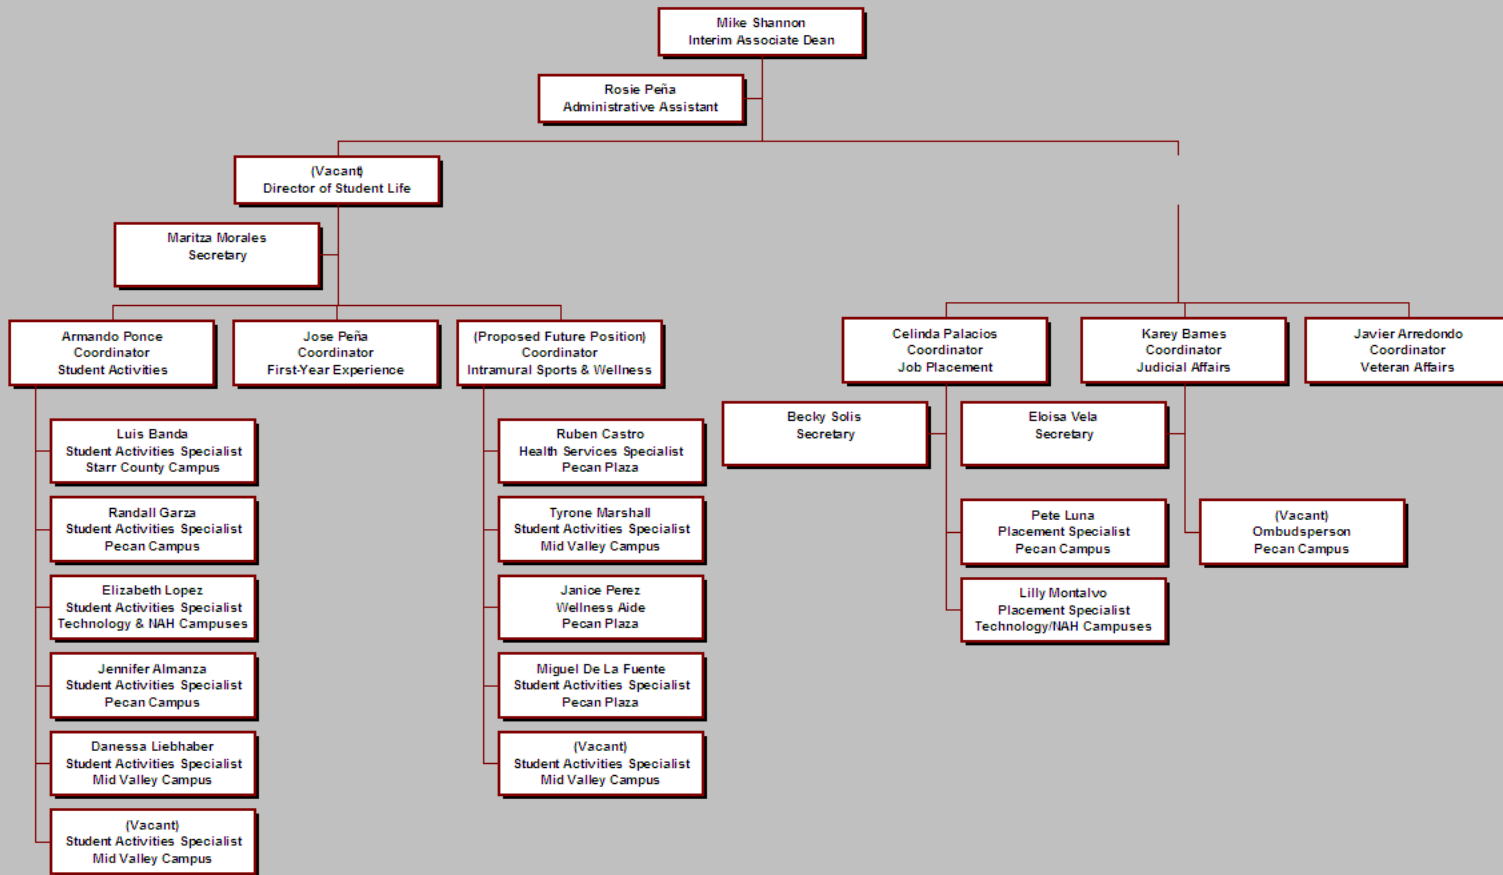 Mike Shannon
Interim Associate Dean
Rosie Peña
Administrative Assistant
(Vacant)
Director of Student Life
Maritza Morales
Secretary
Armando Ponce
Coordinator
Student Activities
Jose Peña
Coordinator
First-Year Experience
(Proposed Future Position)
Coordinator
Intramural Sports & Wellness
Celinda Palacios
Coordinator
Job Placement
Karey Barnes
Coordinator
Judicial Affairs
Javier Arredondo
Coordinator
Veteran Affairs
Becky Solis
Secretary
Eloisa Vela
Secretary
Luis Banda
Student Activities Specialist
Starr County Campus
Ruben Castro
Health Services Specialist
Pecan Plaza
Randall Garza
Student Activities Specialist
Pecan Campus
Tyrone Marshall
Student Activities Specialist
Mid Valley Campus
Pete Luna
Placement Specialist
Pecan Campus
(Vacant)
Ombudsperson
Pecan Campus
Elizabeth Lopez
Student Activities Specialist
Technology & NAH Campuses
Janice Perez
Wellness Aide
Pecan Plaza
Lilly Montalvo
Placement Specialist
Technology/NAH Campuses
Jennifer Almanza
Student Activities Specialist
Pecan Campus
Miguel De La Fuente
Student Activities Specialist
Pecan Plaza
Danessa Liebhaber
Student Activities Specialist
Mid Valley Campus
(Vacant)
Student Activities Specialist
Mid Valley Campus
(Vacant)
Student Activities Specialist
Mid Valley Campus